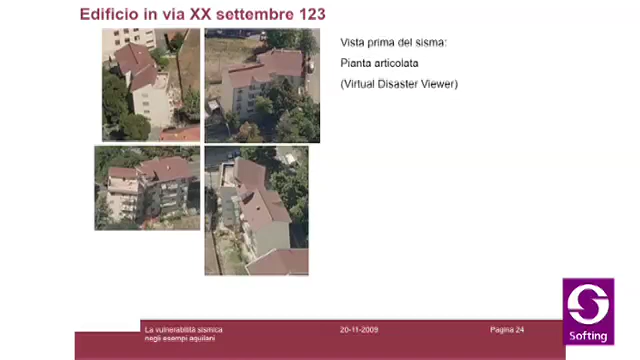 Edificio in via XX settembre 123
Vista prima del sisma:
Pianta articolata
(Virtual Disaster Viewer)
La vulnerabilità sismica
negli esempi aquilani
20-11-2009
Pagina 24
Softing